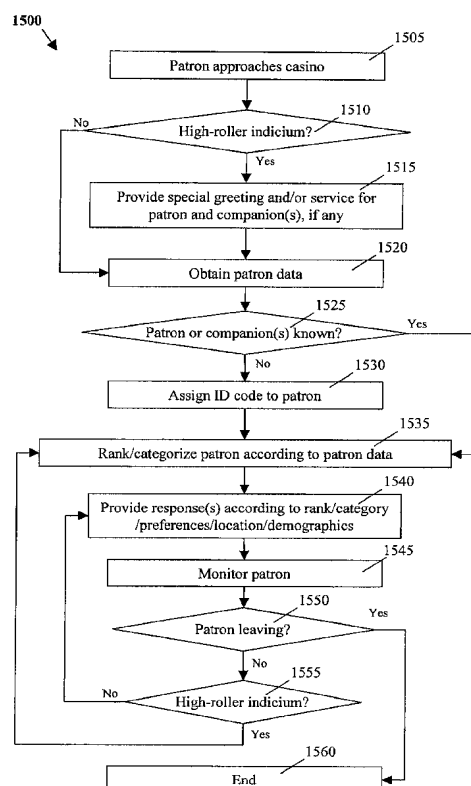 1500
1505
Patron approaches casino
1510
No
High-roller indicium?
Yes
1515
Provide special greeting and/or service for
patron and companion(s), if any
1520
Obtain patron data
1525
Patron or companion(s) known?
Yes
No
1530
Assign ID code to patron
1535
Rank/categorize patron according to patron data
1540
Provide response(s) according to rank/category
/preferences/location/demographics
1545
Monitor patron
1550
Yes
Patron leaving?
No
1555
No
High-roller indicium?
Yes
1560
End